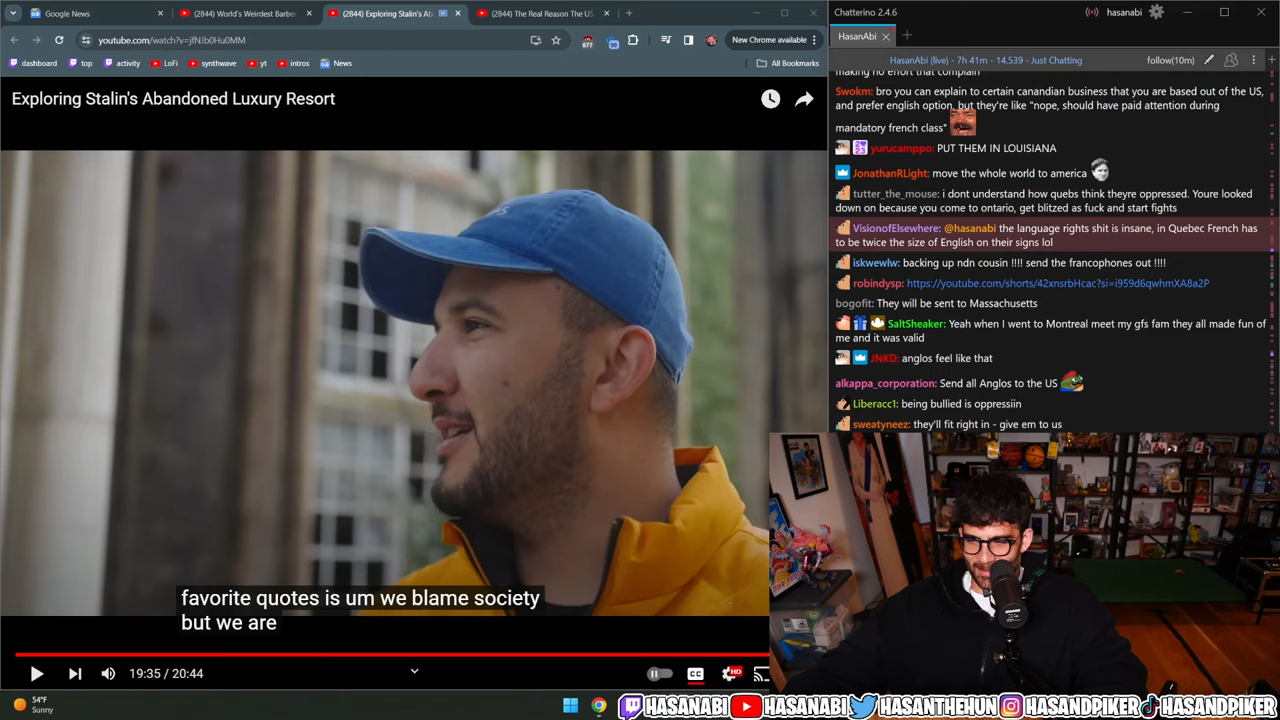 Google News
(2844) World's Weirdest Barbe
(2844) Exploring Stalin's Ab
(2844) The Real Reason The US
youtube.com/watch?v=jfNJb0Hu0MM
877
New Chrome available
dashboard
top
activity
LoFi
synthwave
yt
intros
News
All Bookmarks
Exploring Stalin's Abandoned Luxury Resort
favorite quotes is um we blame society
but we are
19:35 / 20:44
CC
HD
54°F
Exploring
Chatterino 2.4.6
hasanabi
HasanAbi
HasanAbi (live) - 7h 41m - 14,539 - Just Chatting
follow(10m)
making no effort that complain
Swokm: bro you can explain to certain canandian business that you are based out of the US,
and prefer english option, but they're like "nope, should have paid attention during
mandatory french class"
yurucamppo: PUT THEM IN LOUISIANA
JonathanRLight: move the whole world to america
tutter_the_mouse: i dont understand how quebs think theyre oppressed. Youre looked
down on because you come to ontario, get blitzed as fuck and start fights
VisionofElsewhere: @hasanabi the language rights shit is insane, in Quebec French has
to be twice the size of English on their signs lol
iskwewlw: backing up ndn cousin !!!! send the francophones out !!!!
robindysp: https://youtube.com/shorts/42xnsrbHcac?si=i959d6qwhmXA8a2P
bogofit: They will be sent to Massachusetts
SaltSheaker: Yeah when I went to Montreal meet my gfs fam they all made fun of
me and it was valid
JNKD: anglos feel like that
alkappa_corporation: Send all Anglos to the US
Liberacc1: being bullied is oppressiin
sweatyneez: they'll fit right in - give em to us
HASANABI
HASANABI
HASANTHEHUN
HASANDPIKER
HASANDPIKER